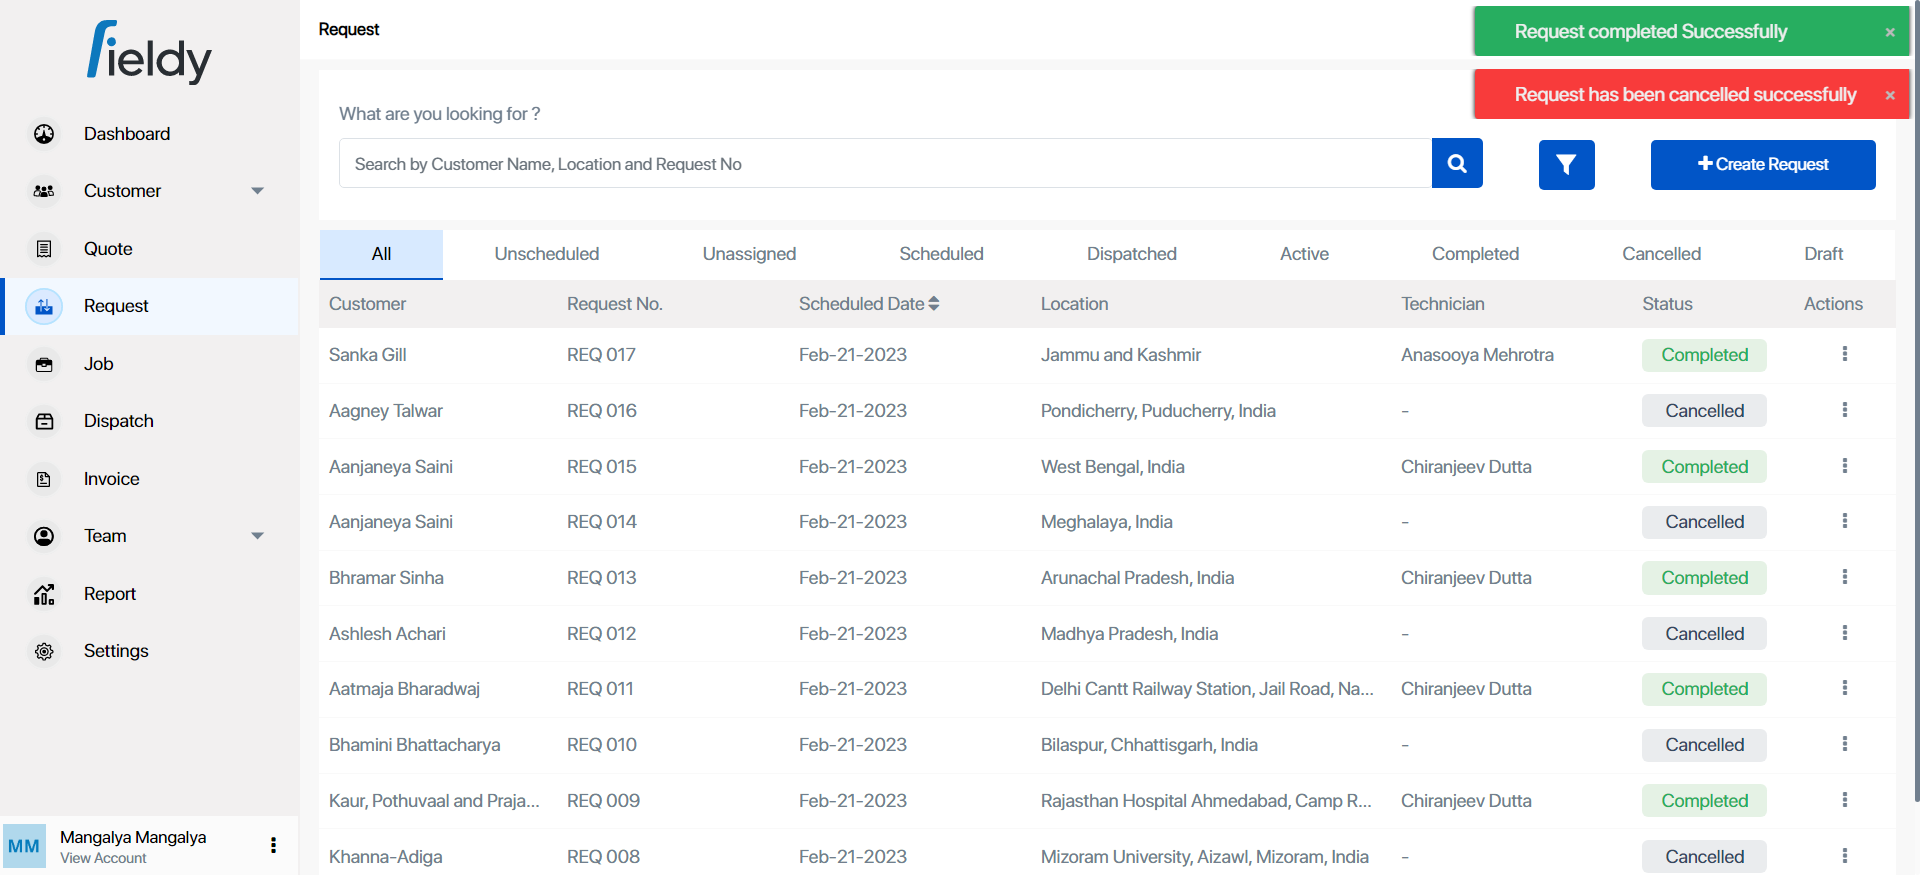 fieldy
Dashboard
Customer
Quote
Request
Job
Dispatch
Invoice
Team
Report
Settings
MM
Mangalya Mangalya
View Account
Request
Request completed Successfully ×
Request has been cancelled successfully ×
What are you looking for ?
Search by Customer Name, Location and Request No
+Create Request
All Unscheduled Unassigned Scheduled Dispatched Active Completed Cancelled Draft
Customer Request No. Scheduled Date Location Technician Status Actions
Sanka Gill REQ 017 Feb-21-2023 Jammu and Kashmir Anasooya Mehrotra Completed
Aagney Talwar REQ 016 Feb-21-2023 Pondicherry, Puducherry, India - Cancelled
Aanjaneya Saini REQ 015 Feb-21-2023 West Bengal, India Chiranjeev Dutta Completed
Aanjaneya Saini REQ 014 Feb-21-2023 Meghalaya, India - Cancelled
Bhramar Sinha REQ 013 Feb-21-2023 Arunachal Pradesh, India Chiranjeev Dutta Completed
Ashlesh Achari REQ 012 Feb-21-2023 Madhya Pradesh, India - Cancelled
Aatmaja Bharadwaj REQ 011 Feb-21-2023 Delhi Cantt Railway Station, Jail Road, Na... Chiranjeev Dutta Completed
Bhamini Bhattacharya REQ 010 Feb-21-2023 Bilaspur, Chhattisgarh, India - Cancelled
Kaur, Pothuvaal and Praja... REQ 009 Feb-21-2023 Rajasthan Hospital Ahmedabad, Camp R... Chiranjeev Dutta Completed
Khanna-Adiga REQ 008 Feb-21-2023 Mizoram University, Aizawl, Mizoram, India - Cancelled